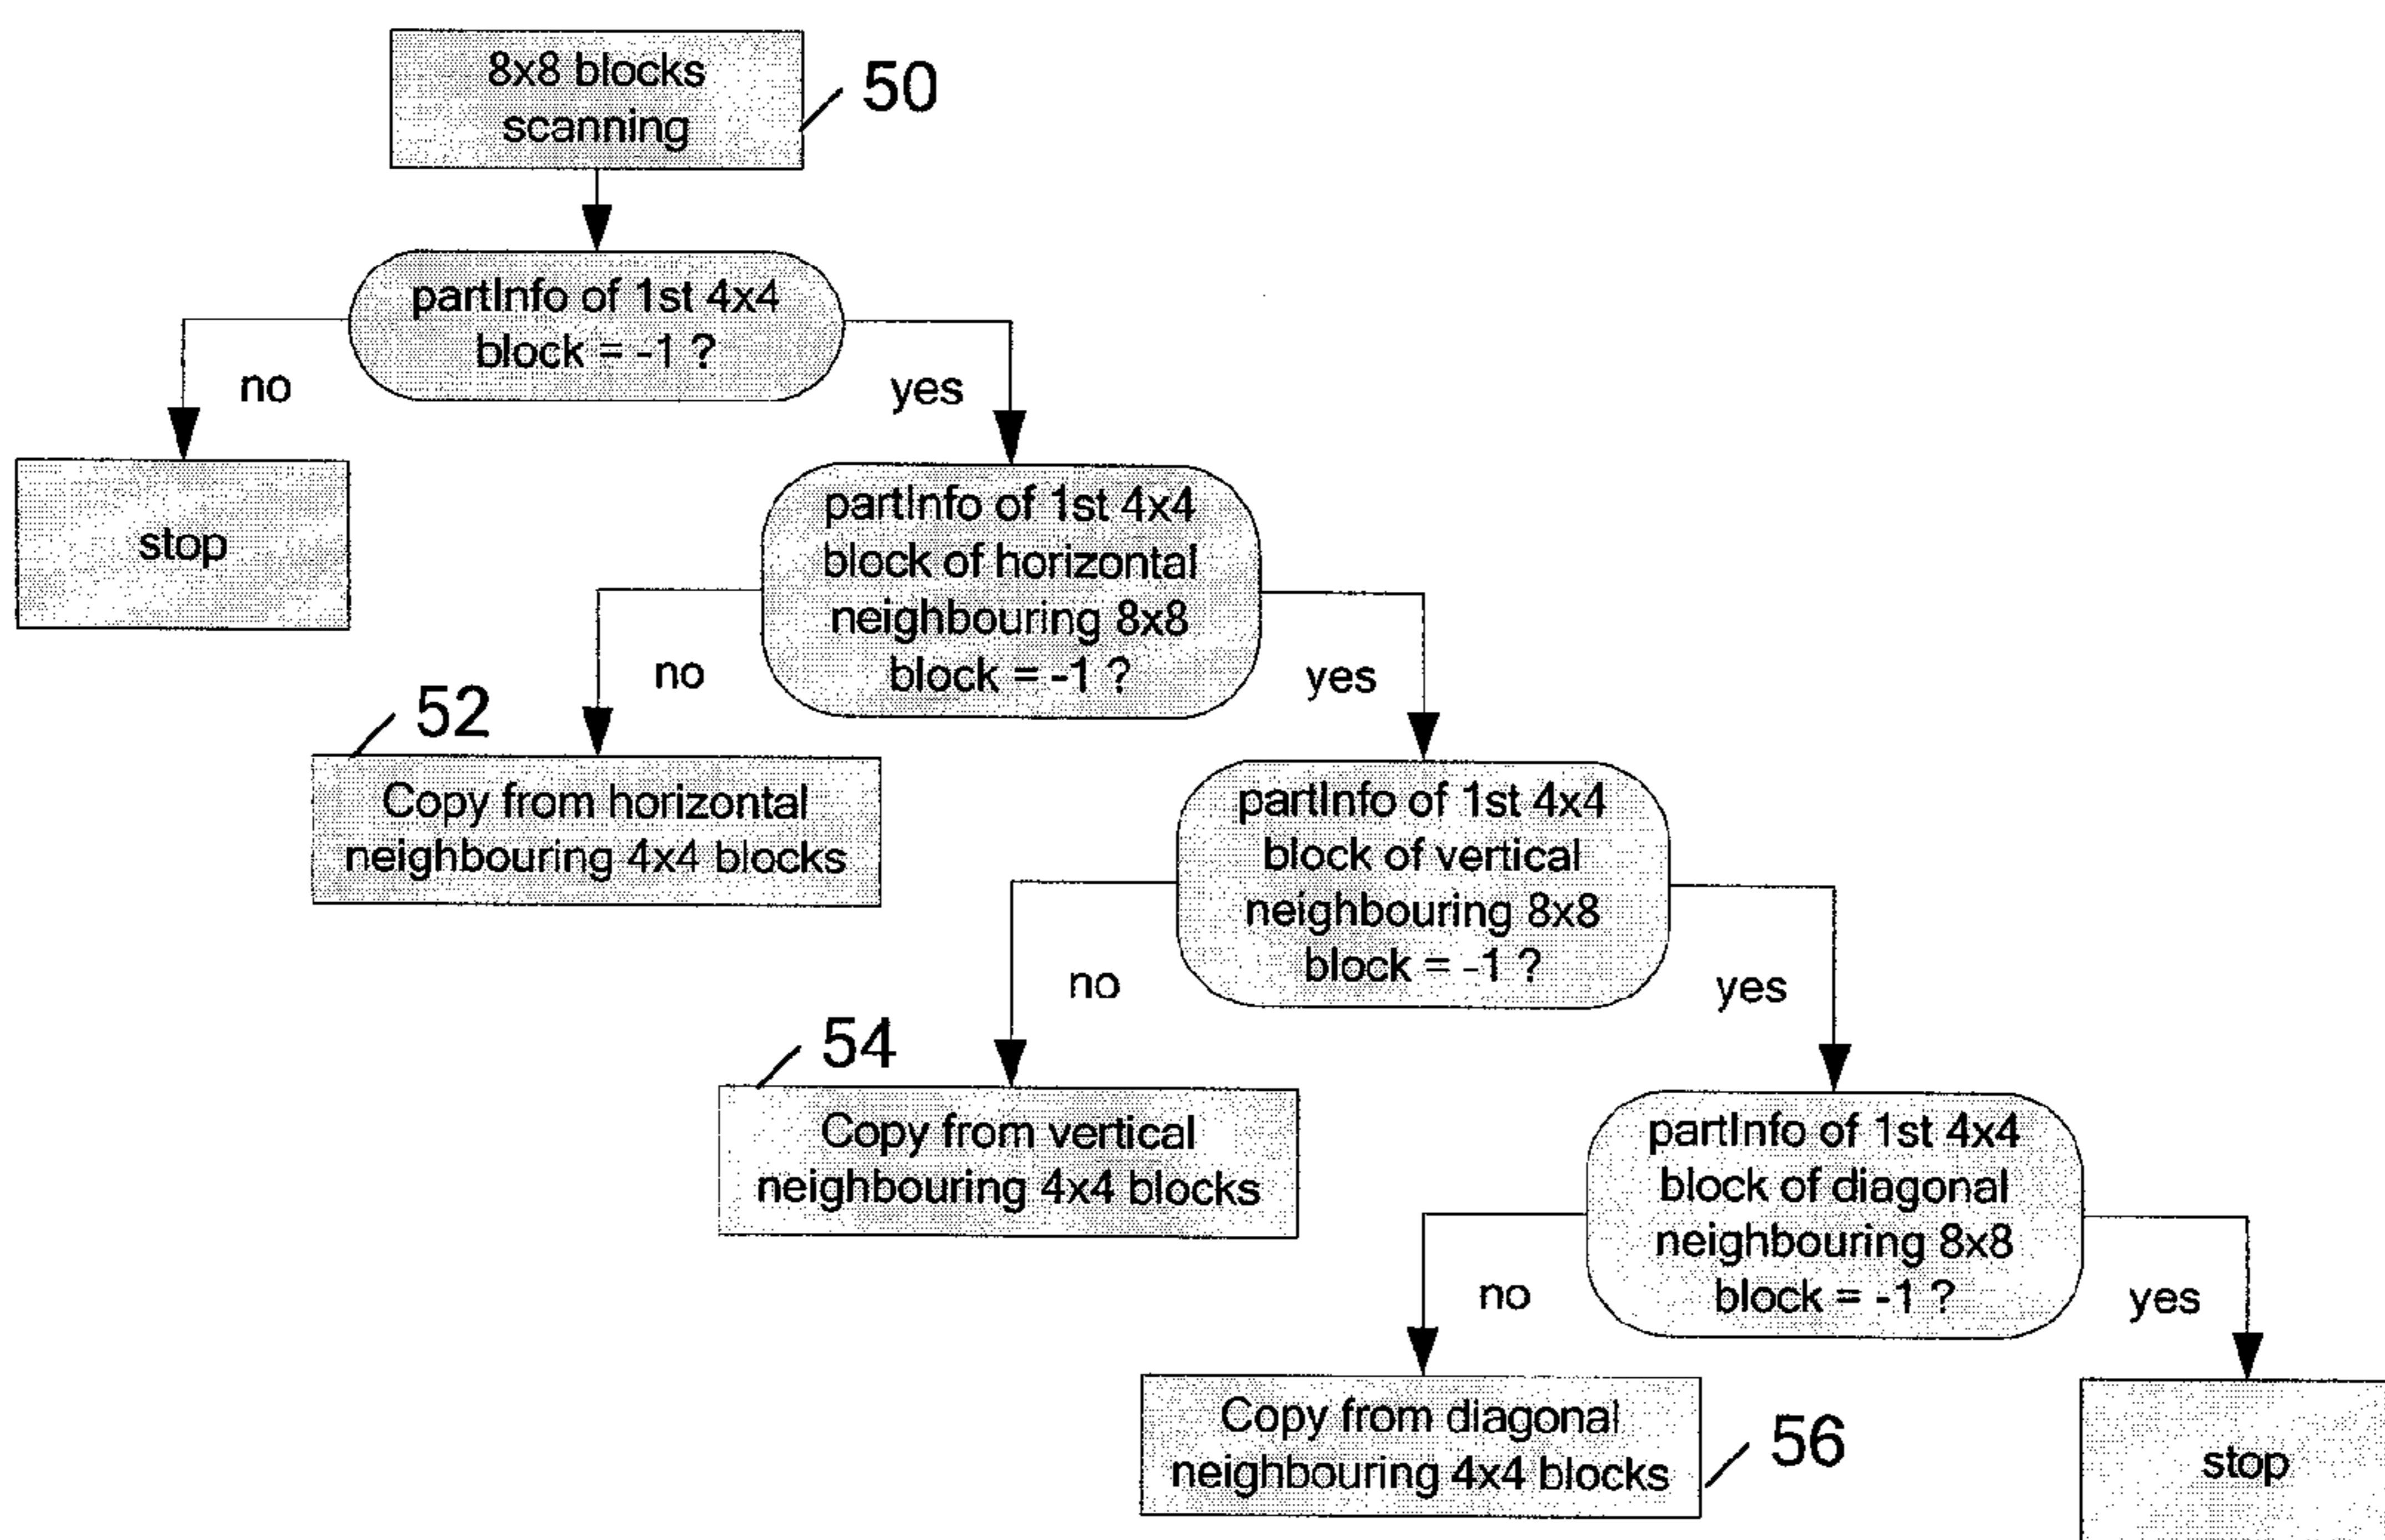 8x8 blocks
scanning
50
partInfo of 1st 4x4
block = -1 ?
no
yes
stop
partInfo of 1st 4x4
block of horizontal
neighbouring 8x8
block = -1 ?
no
yes
52
Copy from horizontal
neighbouring 4x4 blocks
partInfo of 1st 4x4
block of vertical
neighbouring 8x8
block = -1 ?
no
yes
54
Copy from vertical
neighbouring 4x4 blocks
partInfo of 1st 4x4
block of diagonal
neighbouring 8x8
block = -1 ?
no
yes
Copy from diagonal
neighbouring 4x4 blocks
56
stop